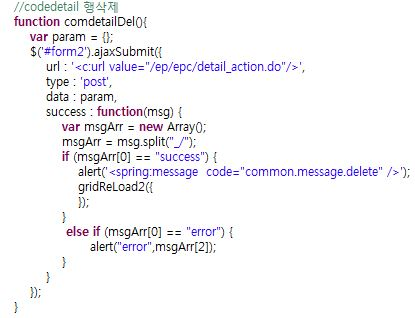 //codedetail 행삭제
function comdetailDel(){
    var param = {};
    $('#form2').ajaxSubmit({
        url : '<c:url value="/ep/epc/detail_action.do"/>',
        type : 'post',
        data : param,
        success : function(msg) {
            var msgArr = new Array();
            msgArr = msg.split("_/");
            if (msgArr[0] == "success") {
                alert('<spring:message  code="common.message.delete" />');
                gridReLoad2({
                });
            }
             else if (msgArr[0] == "error") {
                   alert("error",msgArr[2]);
            }
        }
    });
}